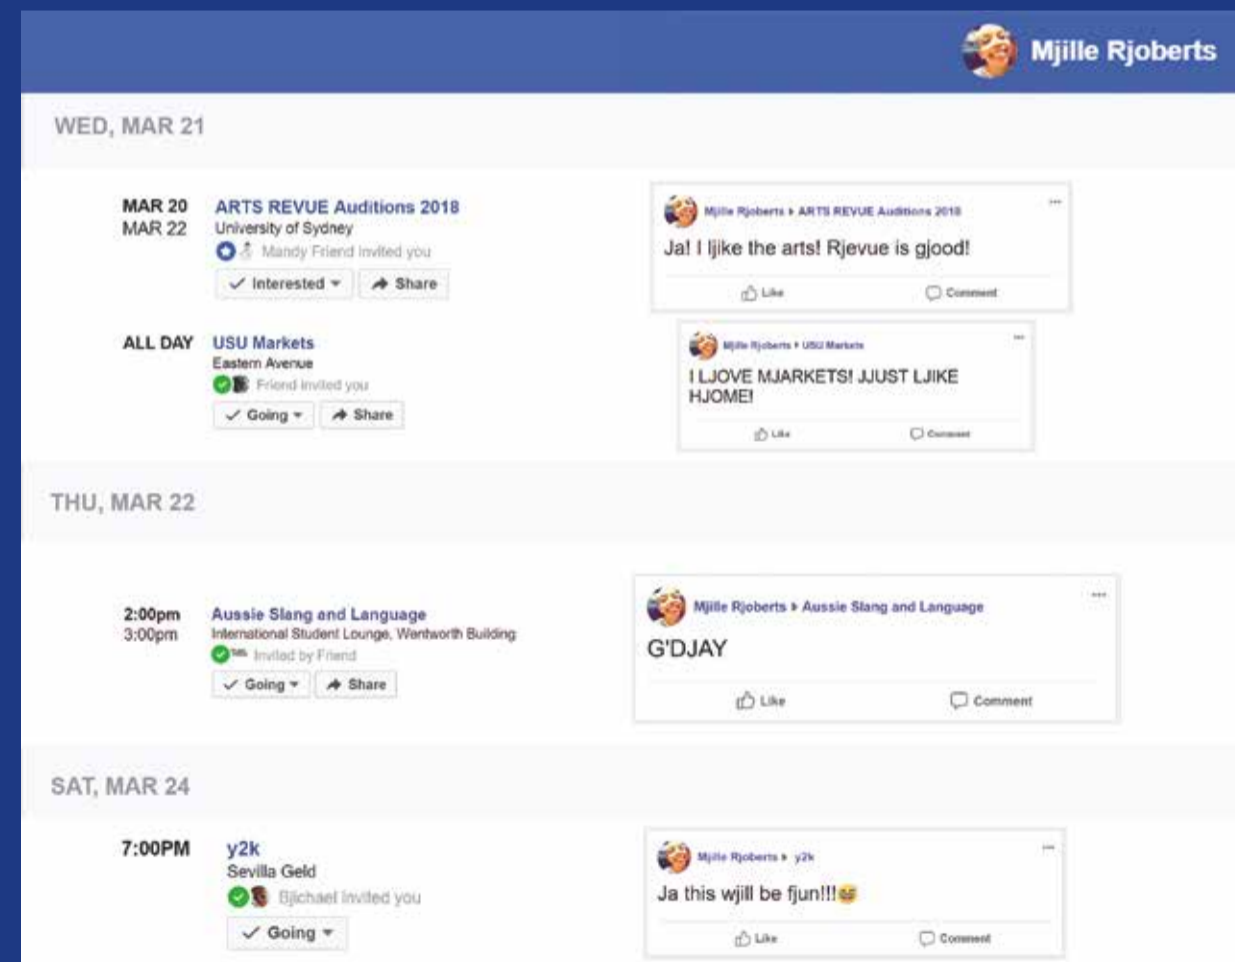 Mjille Rjoberts
WED, MAR 21
MAR 20
MAR 22
ARTS REVUE Auditions 2018
University of Sydney
Mandy Friend invited you
Interested
Share
Mjille Rjoberts ARTS REVUE Auditions 2018
Ja! I ljike the arts! Rjevue is gjood!
Like
Comment
ALL DAY
USU Markets
Eastern Avenue
Friend invited you
Going
Share
Mjille Rjoberts USU Markets
I LJOVE MJARKETS! JJUST LJIKE
HJOME!
Like
Comment
THU, MAR 22
2:00pm
3:00pm
Aussie Slang and Language
International Student Lounge, Wentworth Building
Invited by Friend
Going
Share
Mjille Rjoberts Aussie Slang and Language
G'DJAY
Like
Comment
SAT, MAR 24
7:00PM
y2k
Sevilla Geld
Bjichael invited you
Going
Mjille Rjoberts y2k
Ja this wjill be fjun!!!😅
Like
Comment